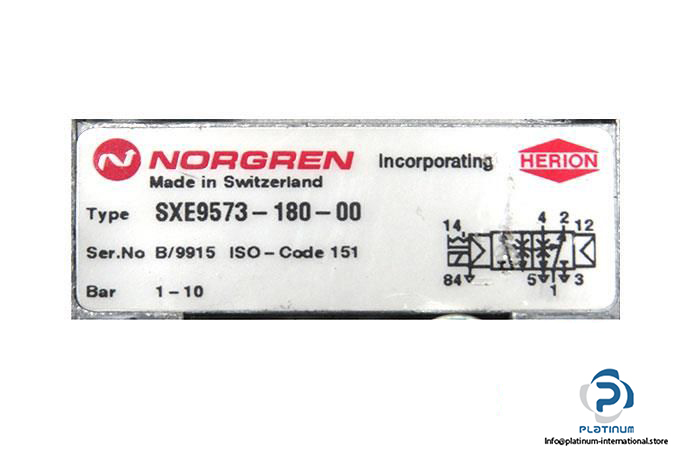 NORGREN Incorporating HERION
Made in Switzerland
Type SXE9573-180-00
Ser.No B/9915 ISO-Code 151
Bar 1-10
14 4 2 12
84 5 1 3
PLATINUM
Info@platinum-international.store